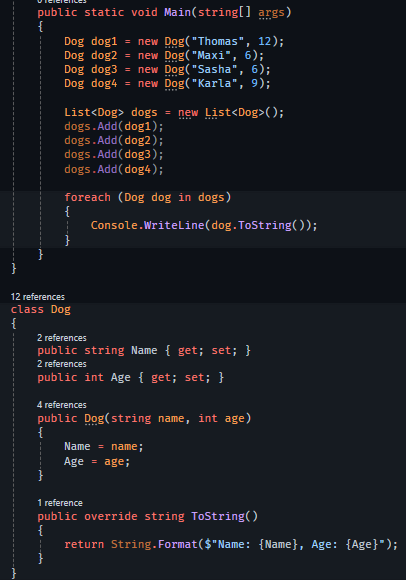 0 references
public static void Main(string[] args)
{
Dog dog1 = new Dog("Thomas", 12);
Dog dog2 = new Dog("Maxi", 6);
Dog dog3 = new Dog("Sasha", 6);
Dog dog4 = new Dog("Karla", 9);
List<Dog> dogs = new List<Dog>();
dogs.Add(dog1);
dogs.Add(dog2);
dogs.Add(dog3);
dogs.Add(dog4);
foreach (Dog dog in dogs)
{
Console.WriteLine(dog.ToString());
}
}
}
12 references
class Dog
{
2 references
public string Name { get; set; }
2 references
public int Age { get; set; }
4 references
public Dog(string name, int age)
{
Name = name;
Age = age;
}
1 reference
public override string ToString()
{
return String.Format($"Name: {Name}, Age: {Age}");
}
}